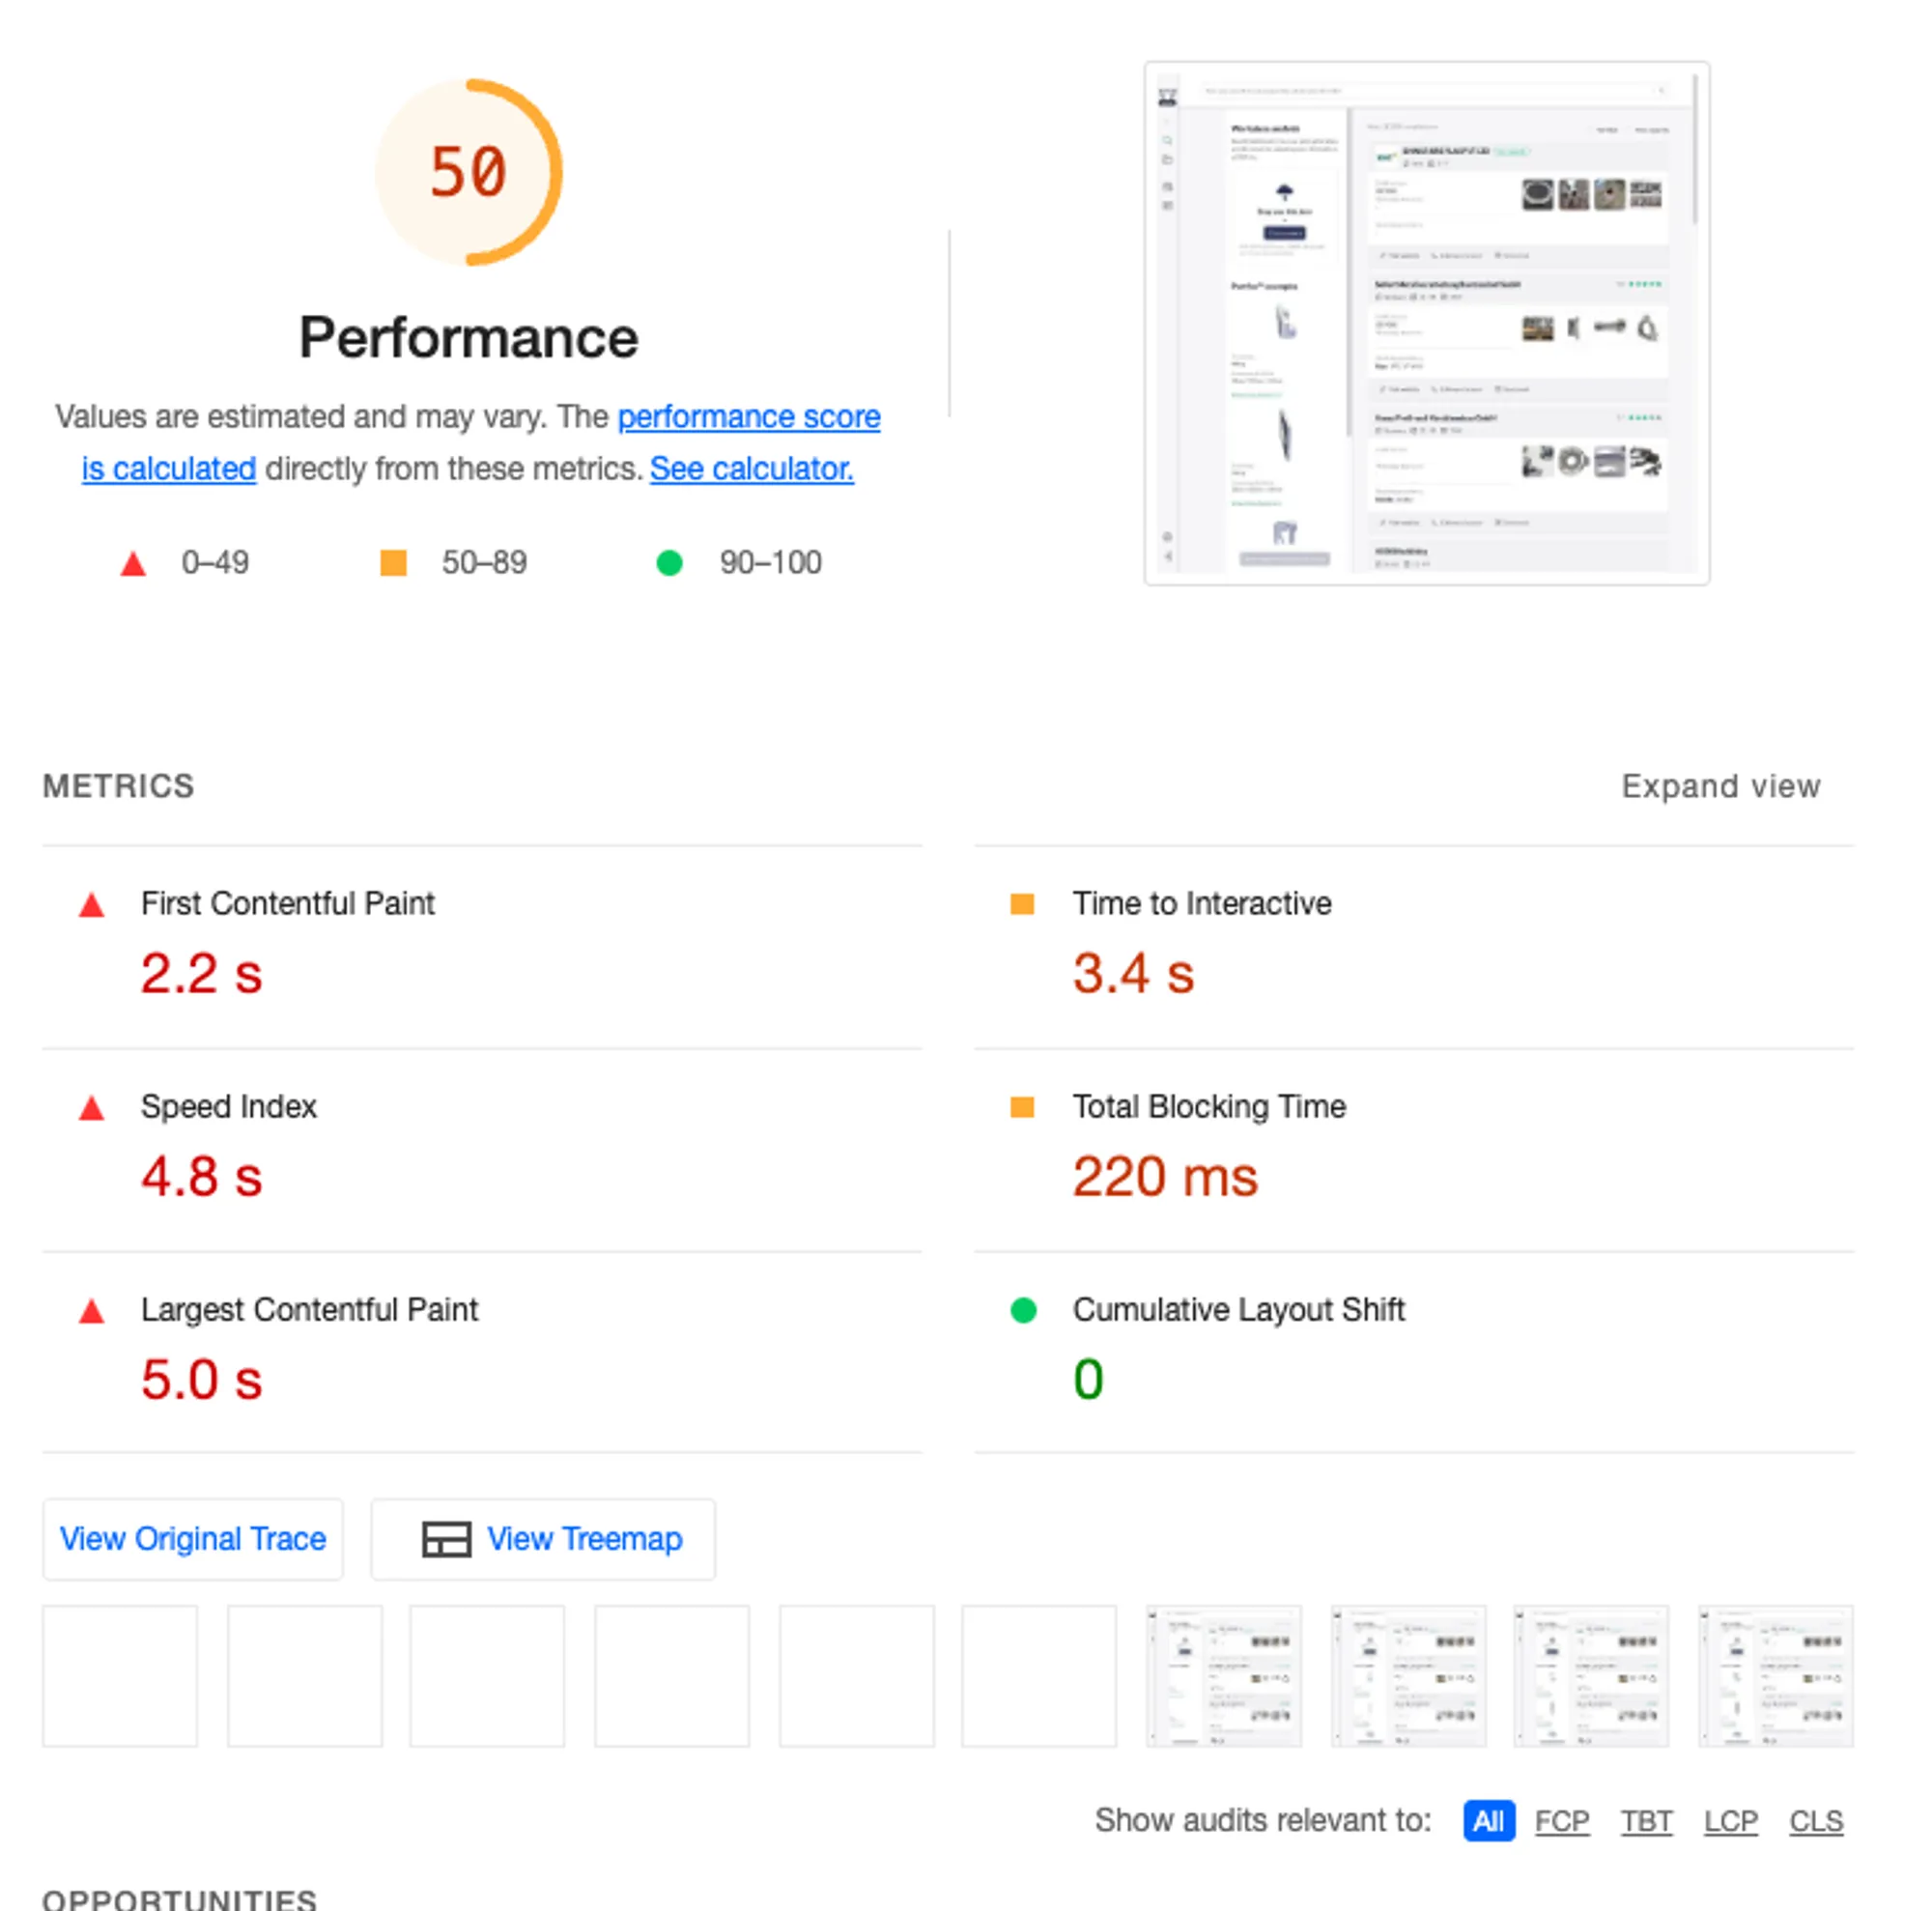 50
Performance
Values are estimated and may vary. The performance score
is calculated directly from these metrics. See calculator.
0–49
50–89
90–100
METRICS
Expand view
First Contentful Paint
2.2 s
Time to Interactive
3.4 s
Speed Index
4.8 s
Total Blocking Time
220 ms
Largest Contentful Paint
5.0 s
Cumulative Layout Shift
0
View Original Trace
View Treemap
Show audits relevant to: All FCP TBT LCP CLS
OPPORTUNITIES